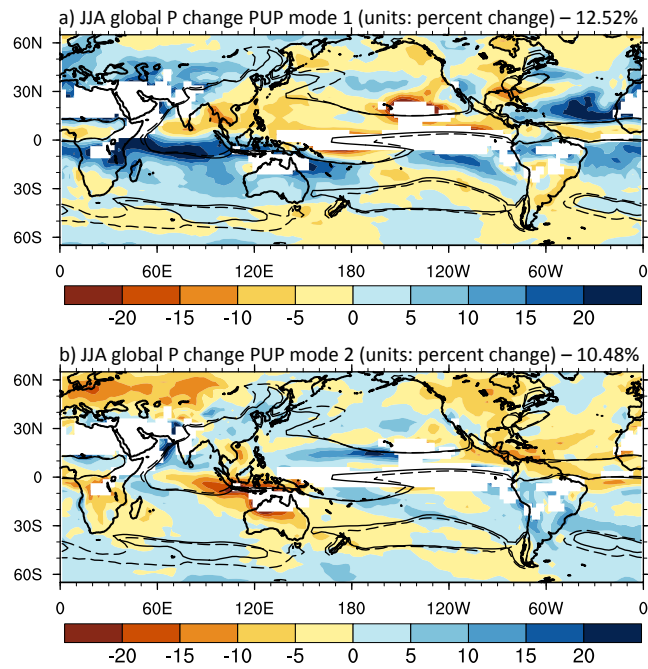 a) JJA global P change PUP mode 1 (units: percent change) – 12.52%
60N
30N
0
30S
60S
0 60E 120E 180 120W 60W 0
-20 -15 -10 -5 0 5 10 15 20
b) JJA global P change PUP mode 2 (units: percent change) – 10.48%
60N
30N
0
30S
60S
0 60E 120E 180 120W 60W 0
-20 -15 -10 -5 0 5 10 15 20